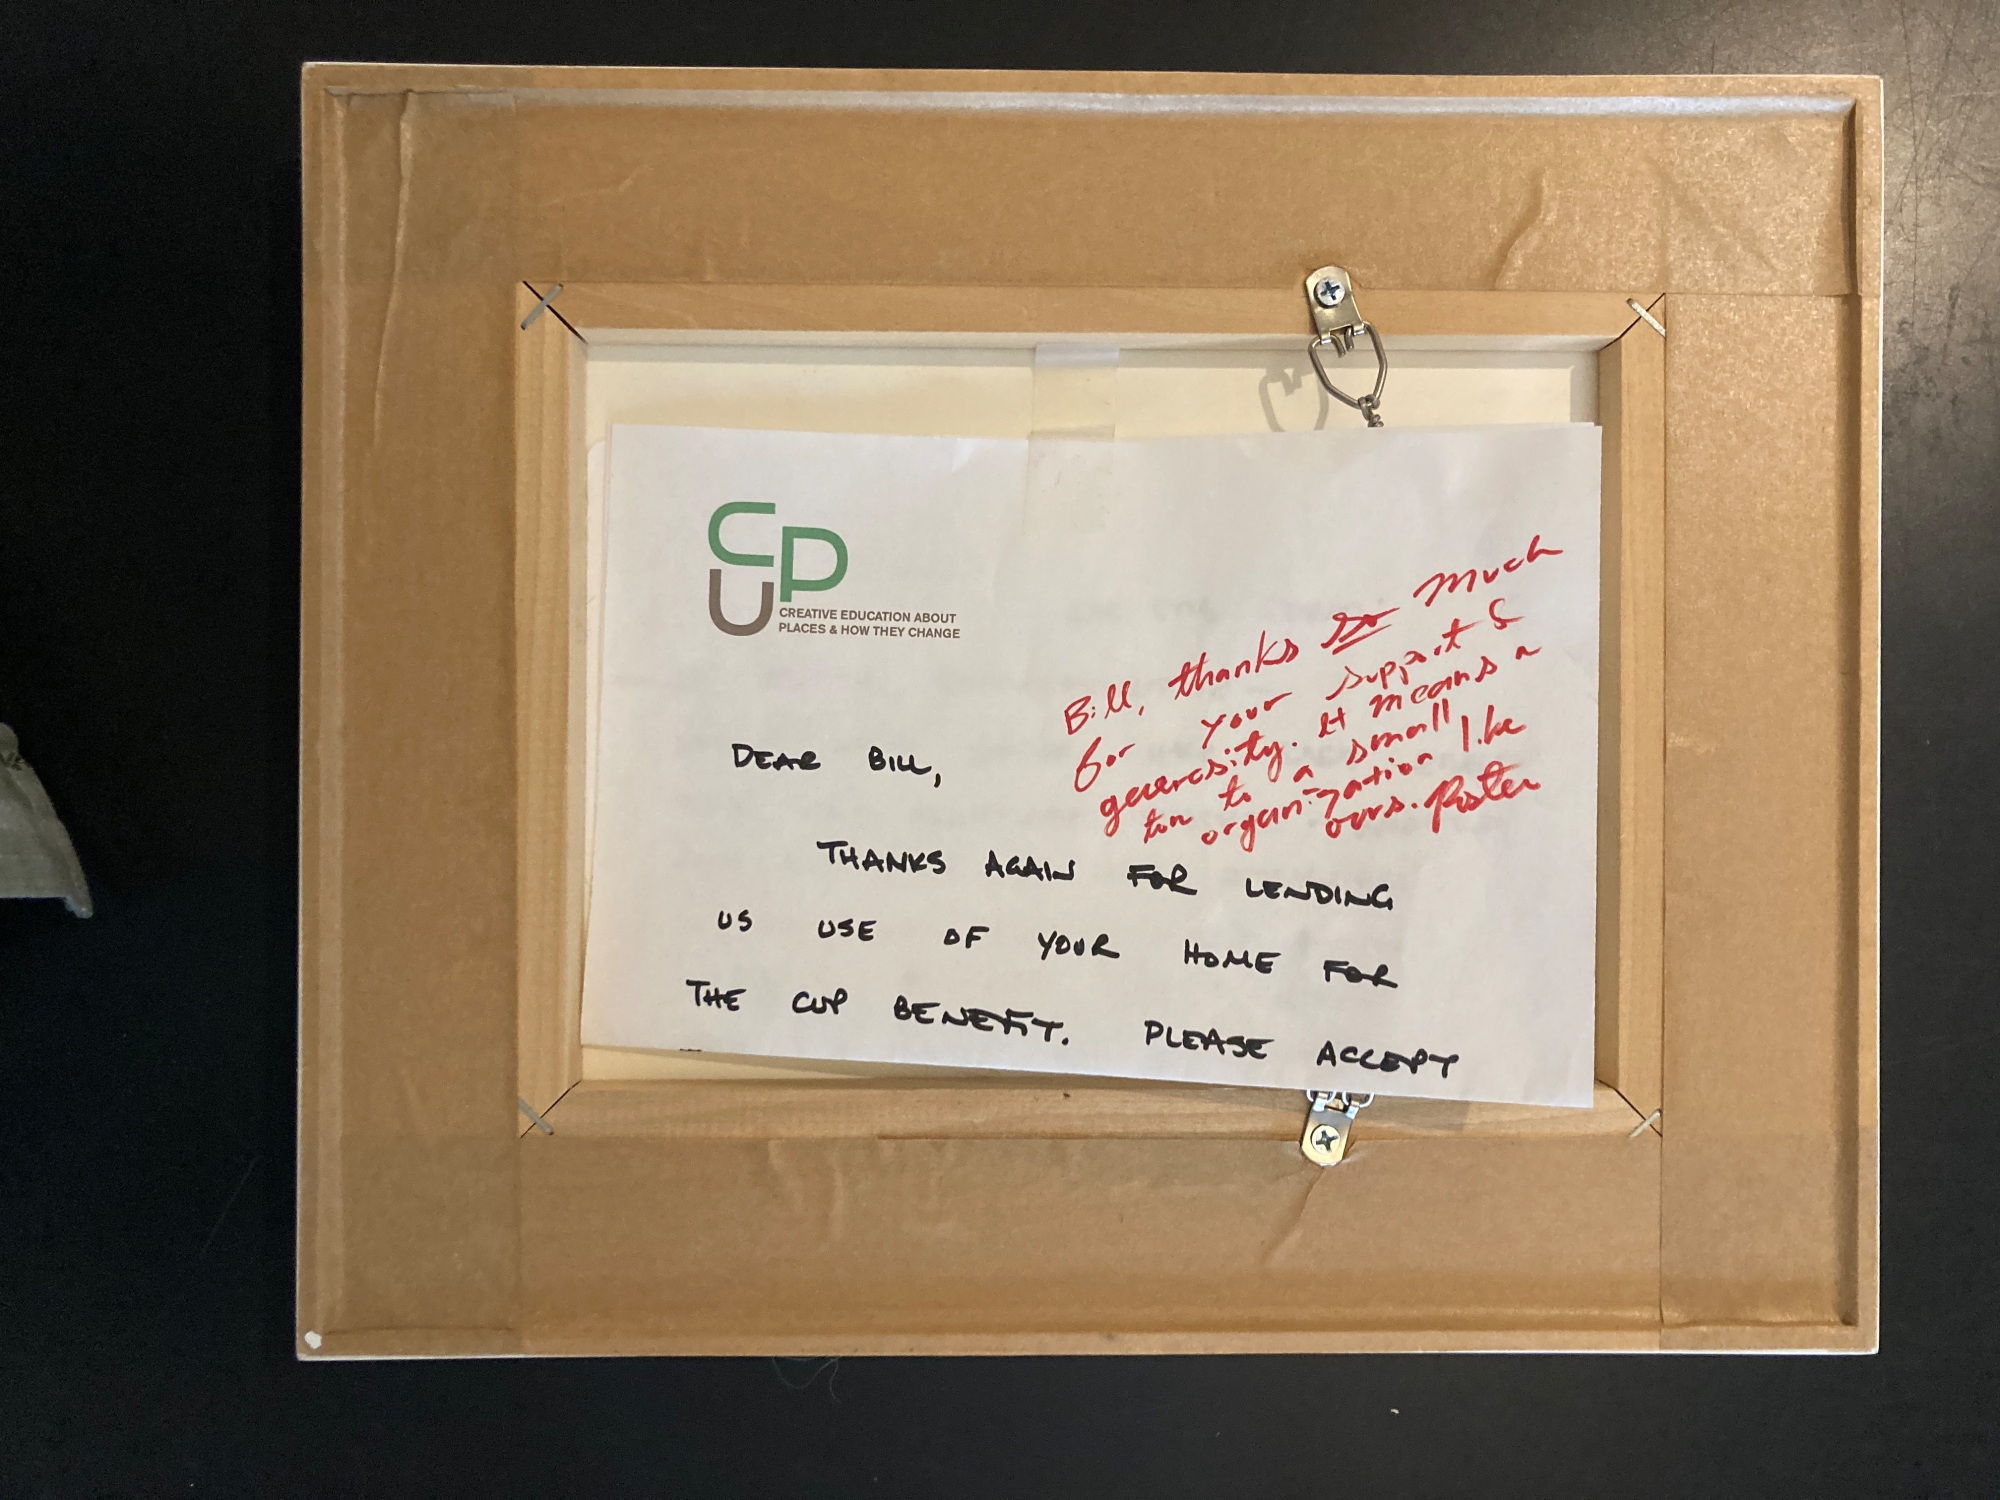 CUP
CREATIVE EDUCATION ABOUT
PLACES & HOW THEY CHANGE
Bill, thanks so much
for your support &
generosity. It means a
ton to a small
organization like
ours.
DEAR BILL,
THANKS AGAIN FOR LENDING
US USE OF YOUR HOME FOR
THE CUP BENEFIT. PLEASE ACCEPT